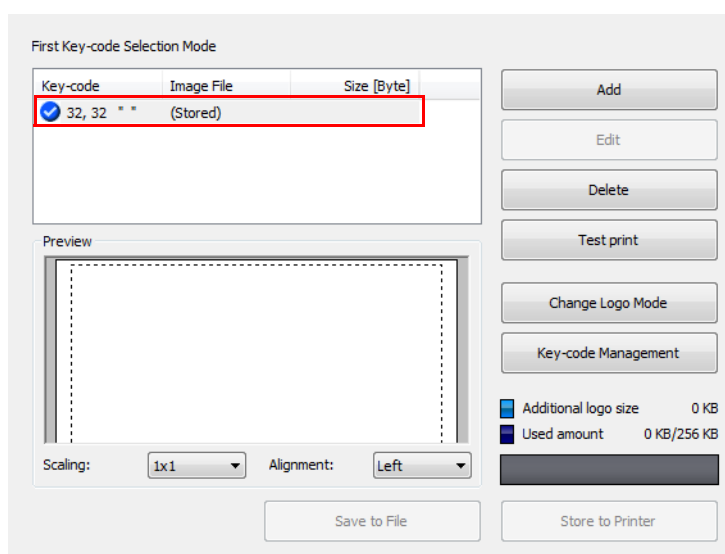 First Key-code Selection Mode
Key-code Image File Size [Byte]
32, 32 " " (Stored)
Add
Edit
Delete
Test print
Preview
Change Logo Mode
Key-code Management
Additional logo size 0 KB
Used amount 0 KB/256 KB
Scaling: 1x1 Alignment: Left
Save to File
Store to Printer